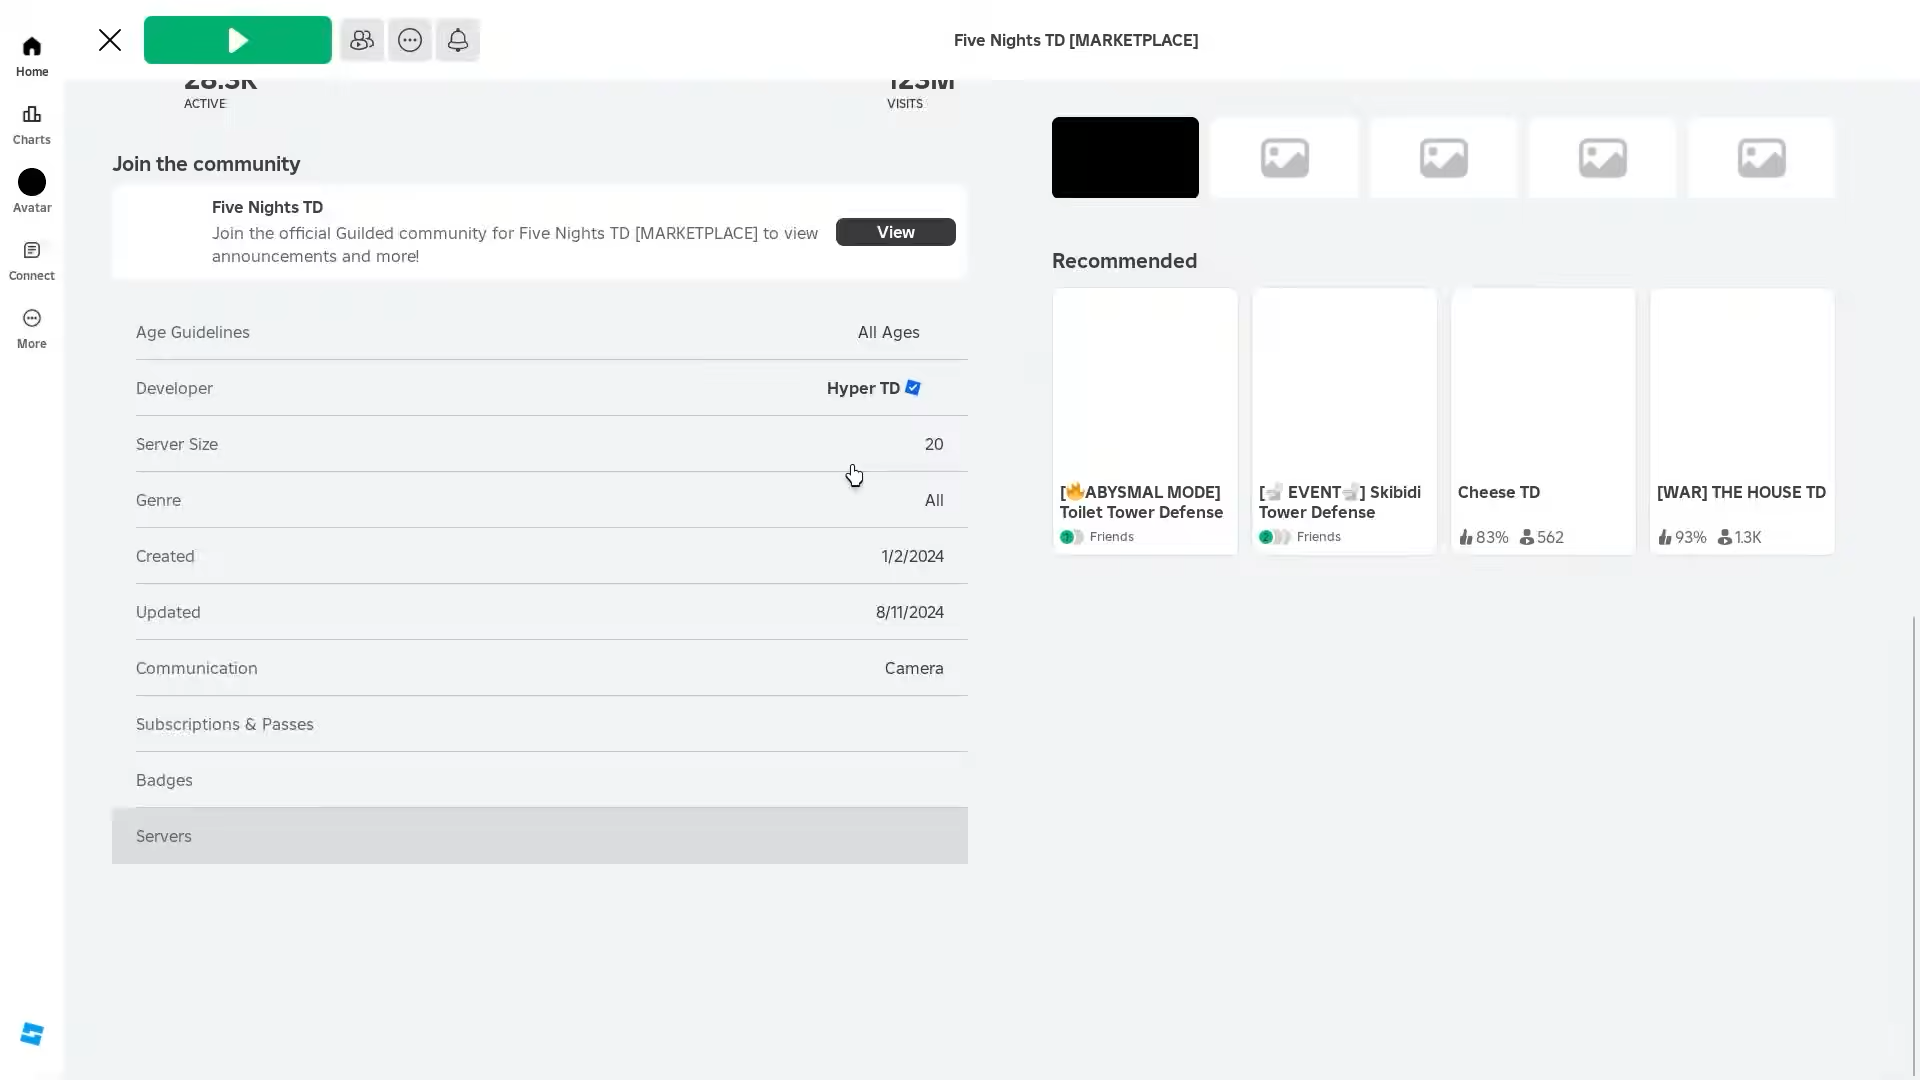 Five Nights TD [MARKETPLACE]
Home
Charts
Avatar
Connect
More
28.5K
ACTIVE
123M
VISITS
Join the community
Five Nights TD
Join the official Guilded community for Five Nights TD [MARKETPLACE] to view
announcements and more!
View
Age Guidelines
All Ages
Developer
Hyper TD
Server Size
20
Genre
All
Created
1/2/2024
Updated
8/11/2024
Communication
Camera
Subscriptions & Passes
Badges
Servers
Recommended
[🔥ABYSMAL MODE]
Toilet Tower Defense
Friends
[🚽 EVENT🚽] Skibidi
Tower Defense
2
Friends
Cheese TD
83% 562
[WAR] THE HOUSE TD
93% 1.3K